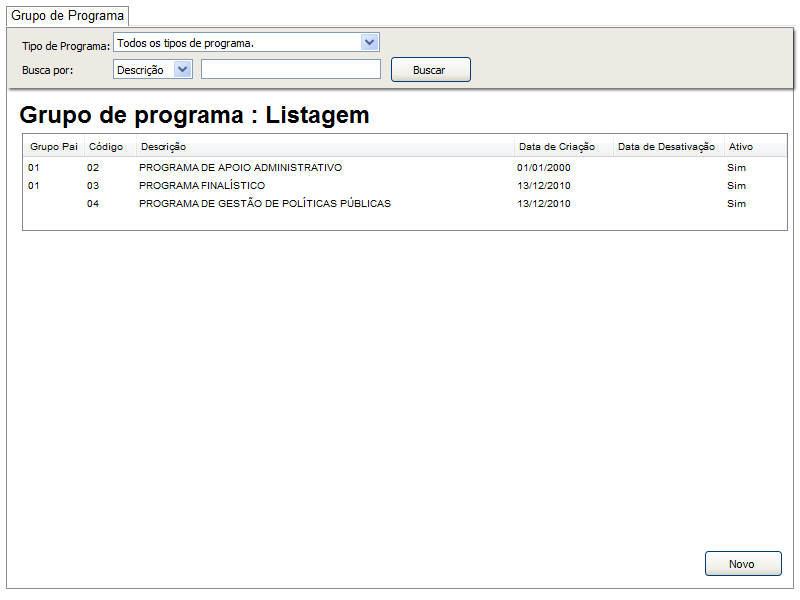 Grupo de Programa
Tipo de Programa: Todos os tipos de programa.
Busca por: Descrição Buscar
Grupo de programa : Listagem
Grupo Pai Código Descrição Data de Criação Data de Desativação Ativo
01 02 PROGRAMA DE APOIO ADMINISTRATIVO 01/01/2000 Sim
01 03 PROGRAMA FINALÍSTICO 13/12/2010 Sim
04 PROGRAMA DE GESTÃO DE POLÍTICAS PÚBLICAS 13/12/2010 Sim
Novo